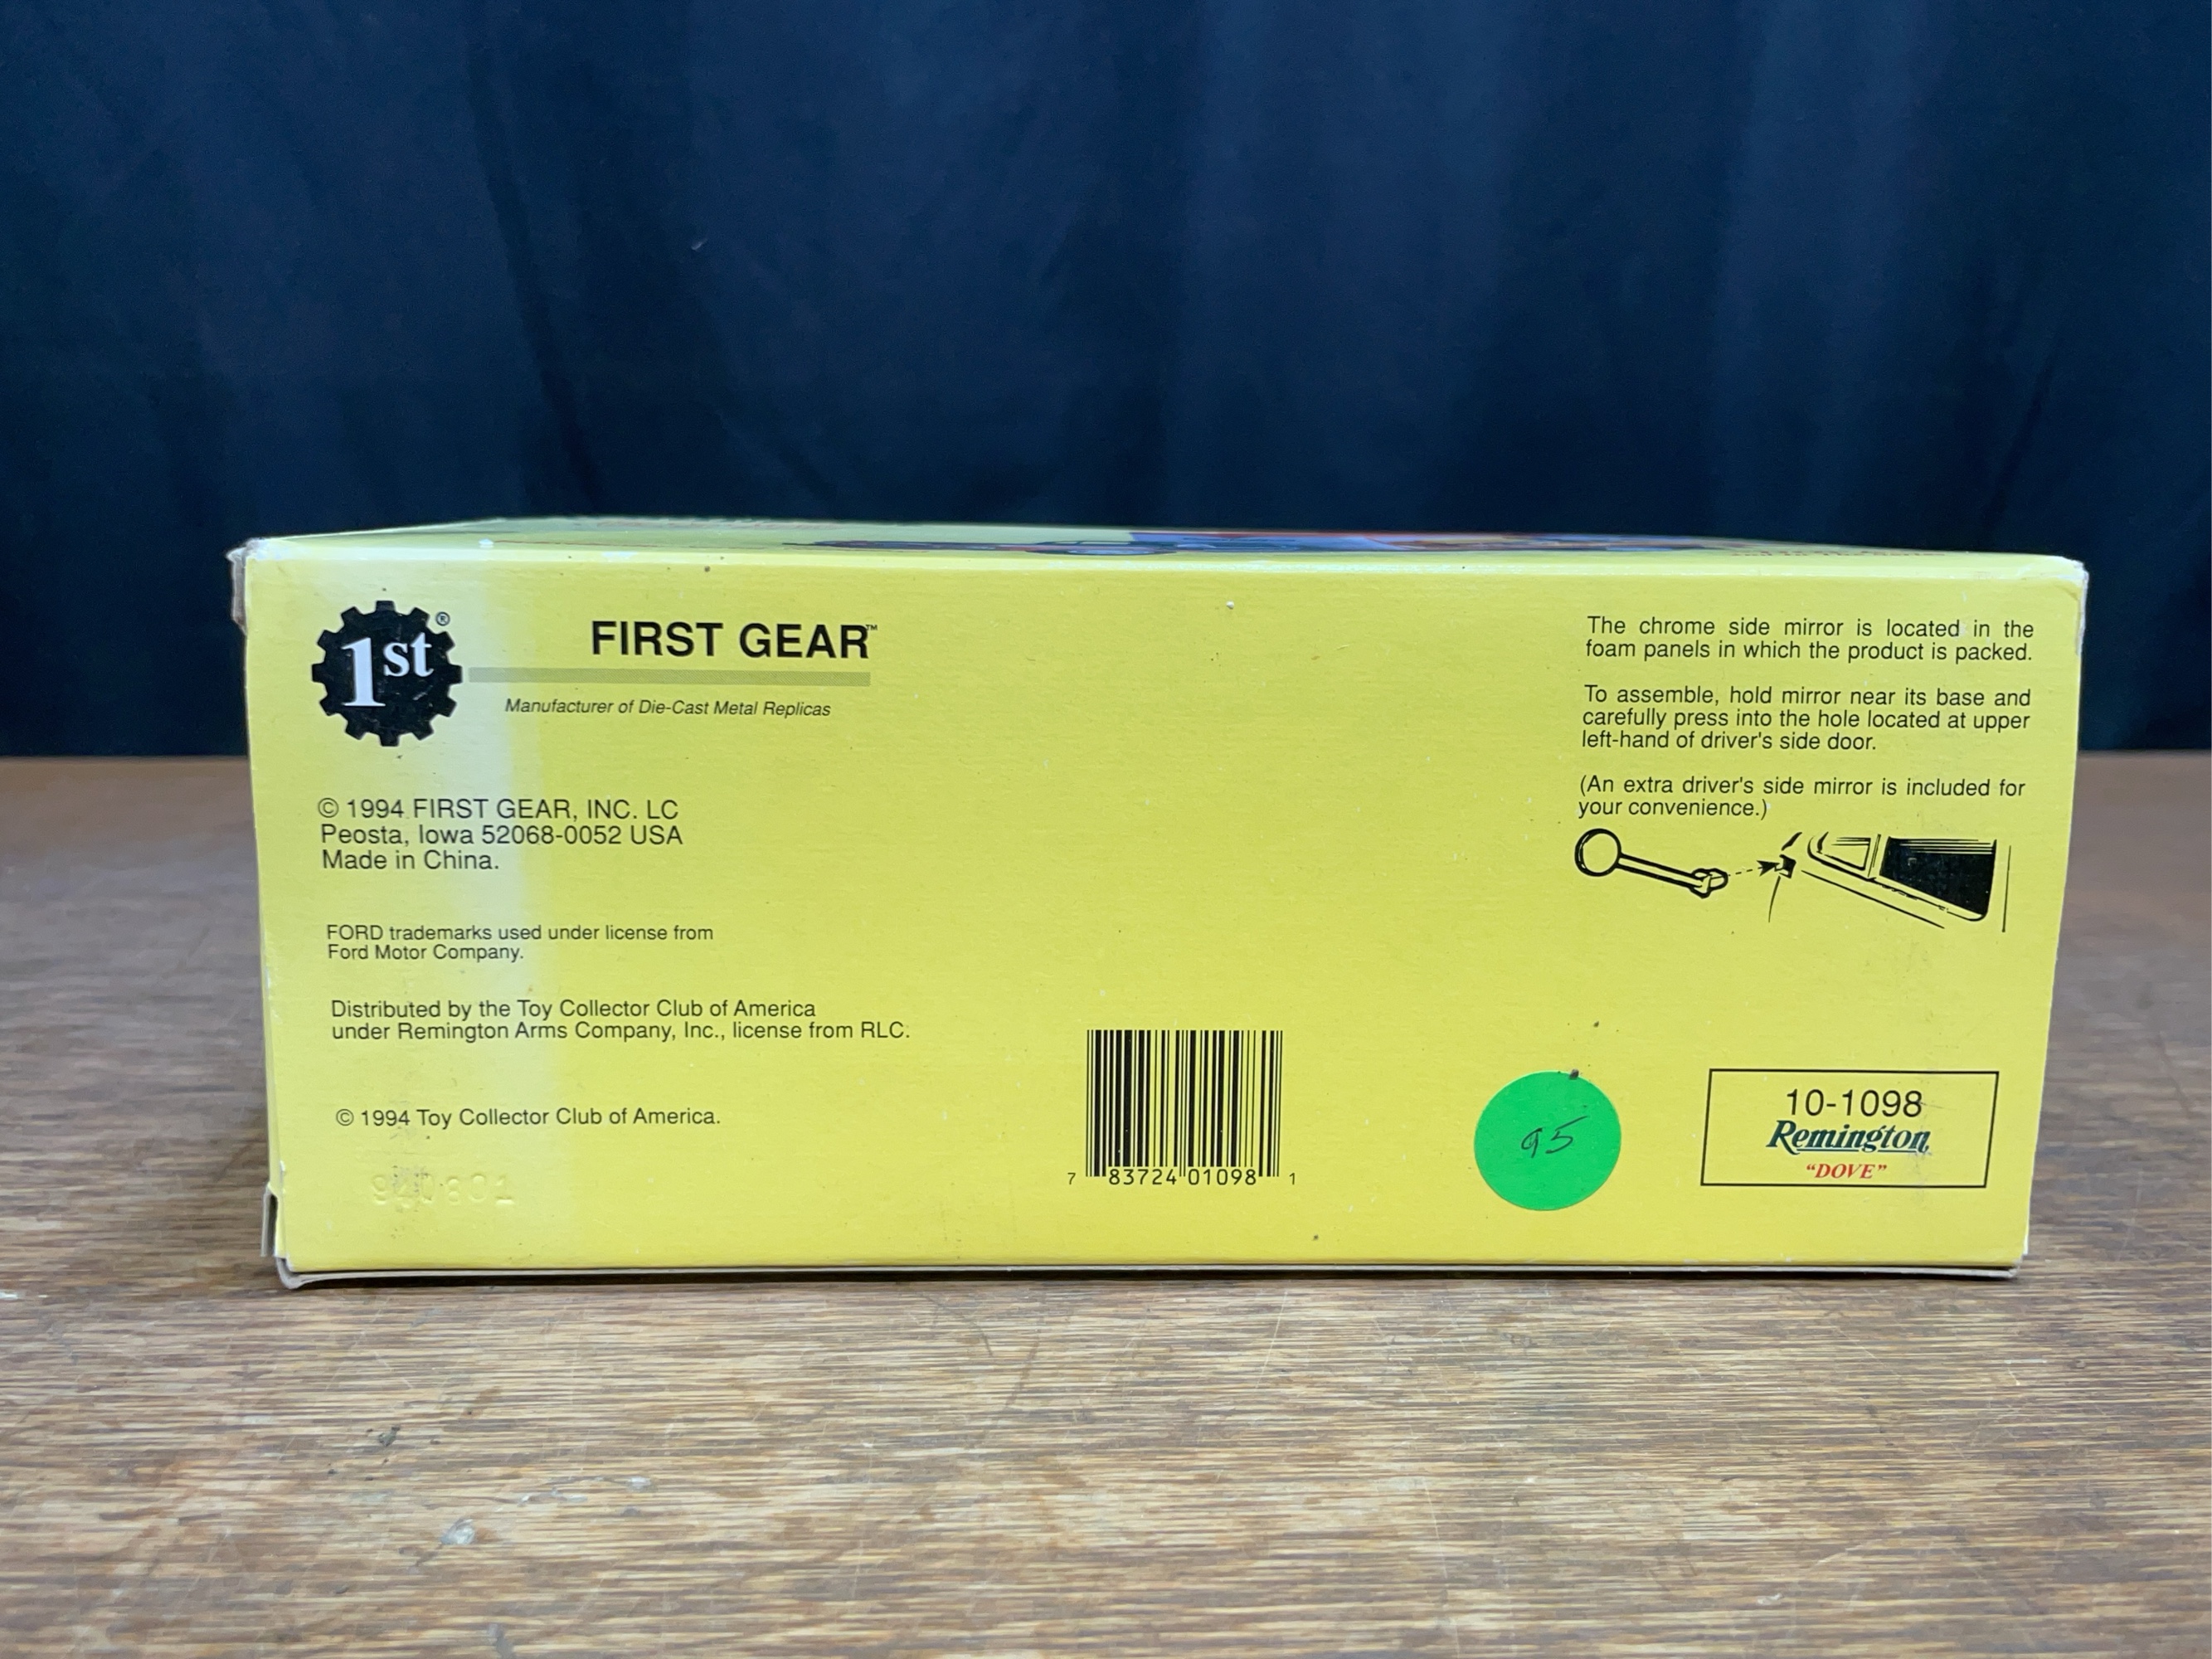 1st®
FIRST GEAR™
Manufacturer of Die-Cast Metal Replicas
© 1994 FIRST GEAR, INC. LC
Peosta, Iowa 52068-0052 USA
Made in China.
FORD trademarks used under license from
Ford Motor Company.
Distributed by the Toy Collector Club of America
under Remington Arms Company, Inc., license from RLC.
© 1994 Toy Collector Club of America.
940801
7 83724 01098 1
The chrome side mirror is located in the
foam panels in which the product is packed.
To assemble, hold mirror near its base and
carefully press into the hole located at upper
left-hand of driver's side door.
(An extra driver's side mirror is included for
your convenience.)
95
10-1098
Remington
"DOVE"